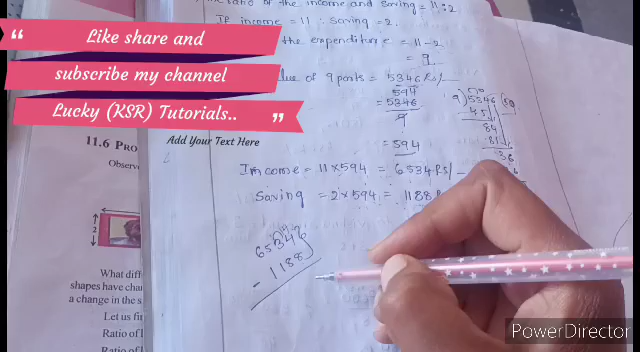 ratio of the income and saving = 11:2
If income = 11 ∴ saving = 2.
the expenditure = 11-2
= 9
value of 9 parts = 5346 Rs/-
594
= 5346
9
= 594
9) 5346 (
45
84
81
36
Income = 11 × 594 = 6534 Rs/-
Saving = 2 × 594 = 1188
65346
- 1188
“ Like share and
subscribe my channel
Lucky (KSR) Tutorials.. ”
Add Your Text Here
11.6 Pro
Observ
What diff
shapes have cha
a change in the s
Let us fi
Ratio of
Ratio of
PowerDirector